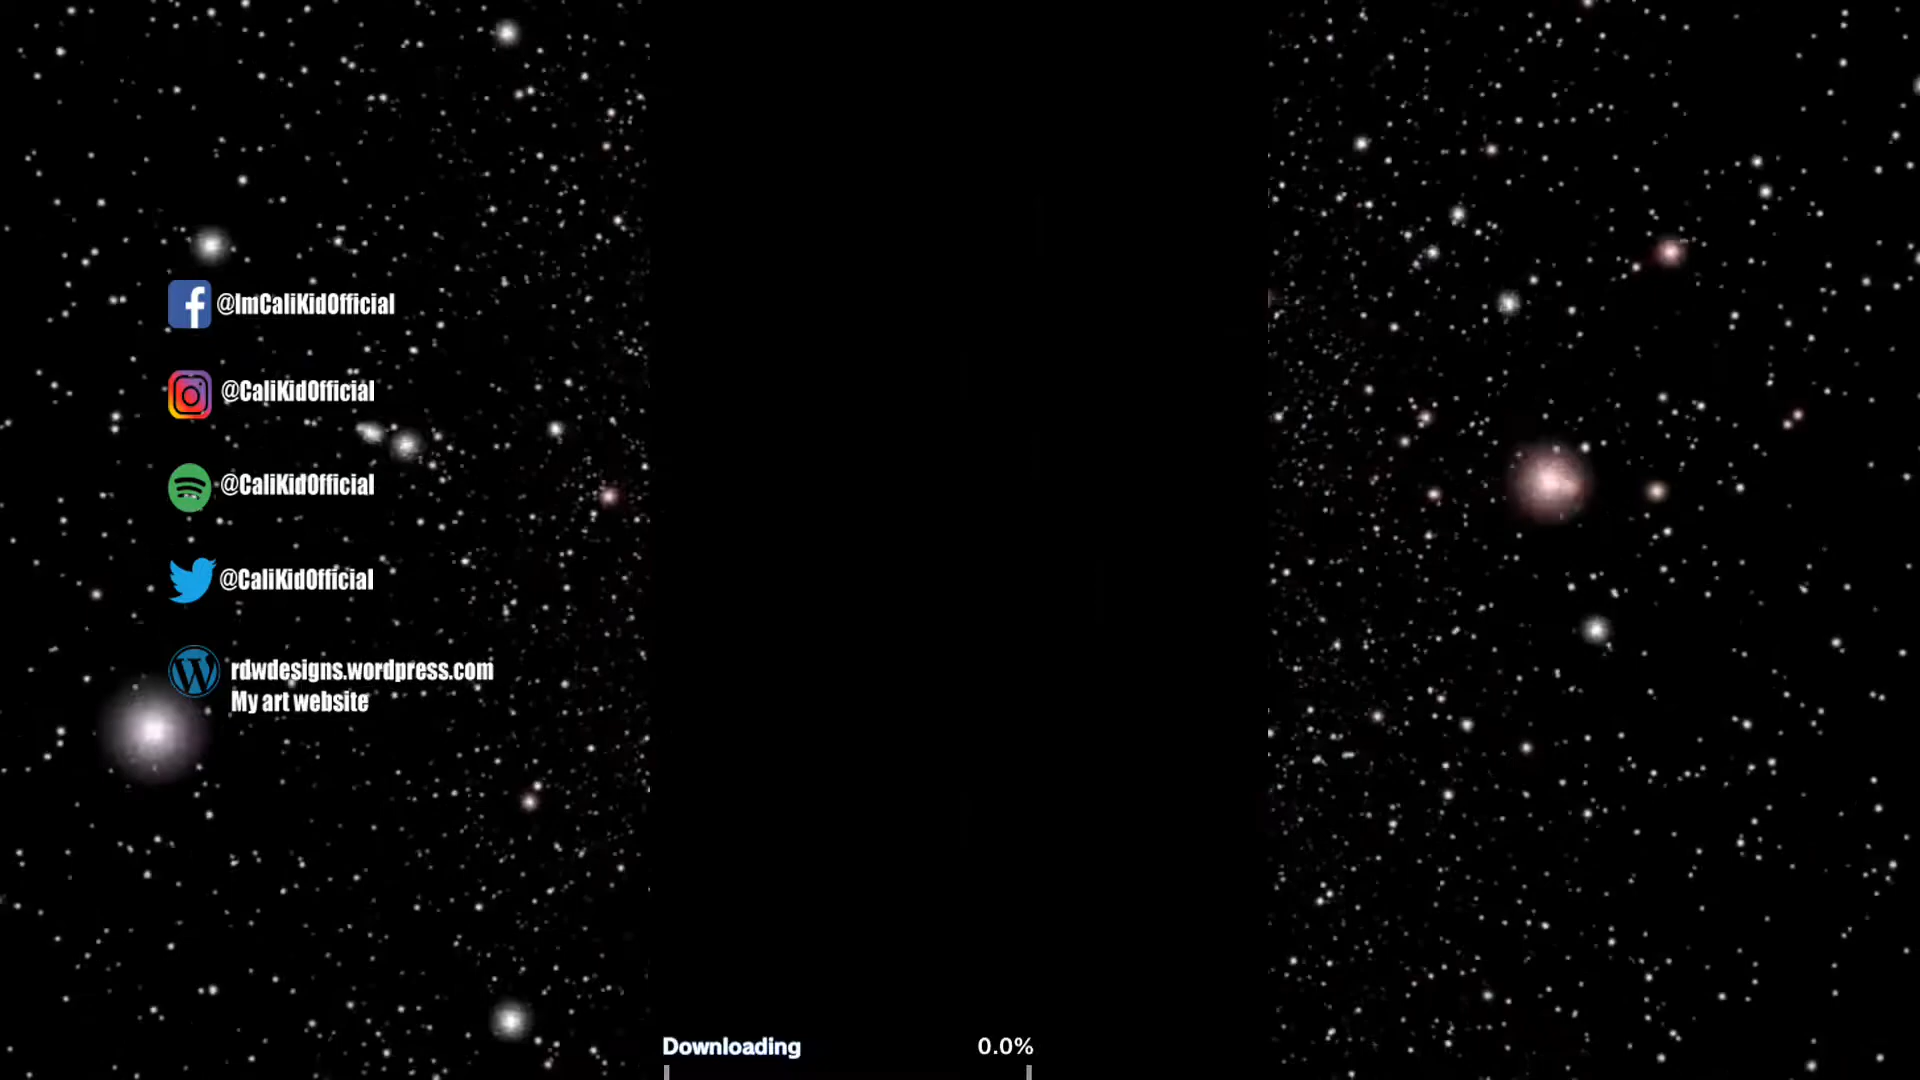 @ImCaliKidOfficial
@CaliKidOfficial
@CaliKidOfficial
@CaliKidOfficial
rdwdesigns.wordpress.com
My art website
Downloading 0.0%